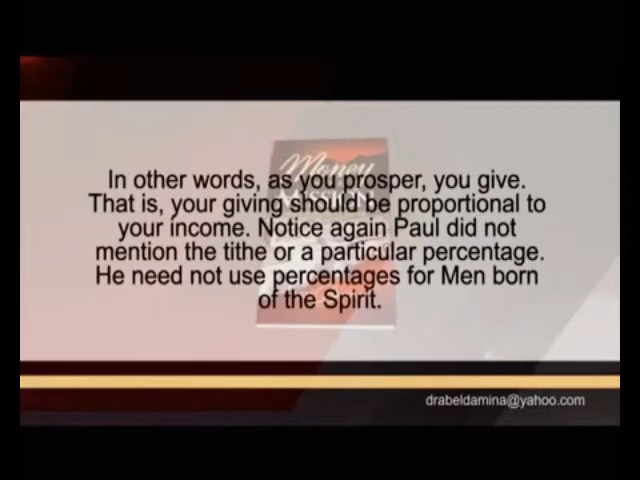 In other words, as you prosper, you give.
That is, your giving should be proportional to
your income. Notice again Paul did not
mention the tithe or a particular percentage.
He need not use percentages for Men born
of the Spirit.
Money
MISSION
drabeldamina@yahoo.com